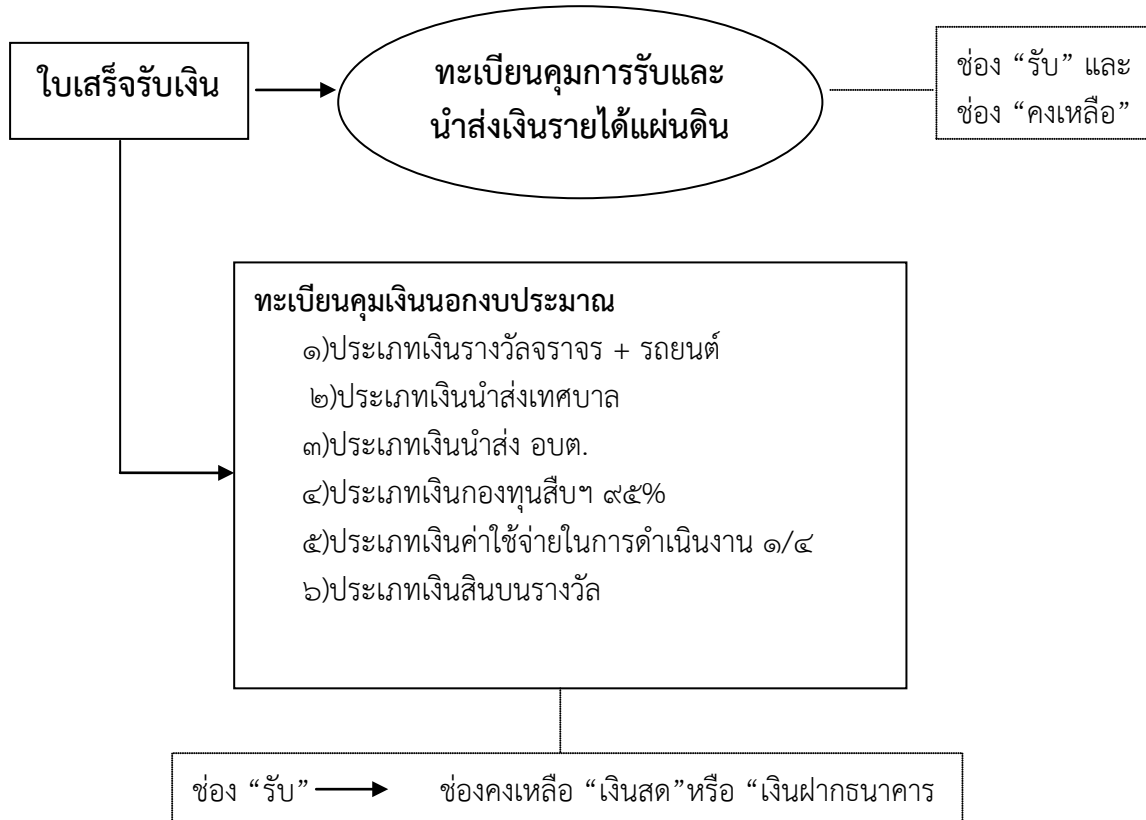 ใบเสร็จรับเงิน
ทะเบียนคุมการรับและ
นำส่งเงินรายได้แผ่นดิน
ช่อง “รับ” และ
ช่อง “คงเหลือ”
ทะเบียนคุมเงินนอกงบประมาณ
๑)ประเภทเงินรางวัลจราจร + รถยนต์
๒)ประเภทเงินนำส่งเทศบาล
๓)ประเภทเงินนำส่ง อบต.
๔)ประเภทเงินกองทุนสืบฯ ๙๕%
๕)ประเภทเงินค่าใช้จ่ายในการดำเนินงาน ๑/๔
๖)ประเภทเงินสินบนรางวัล
ช่อง “รับ” ช่องคงเหลือ “เงินสด”หรือ “เงินฝากธนาคาร